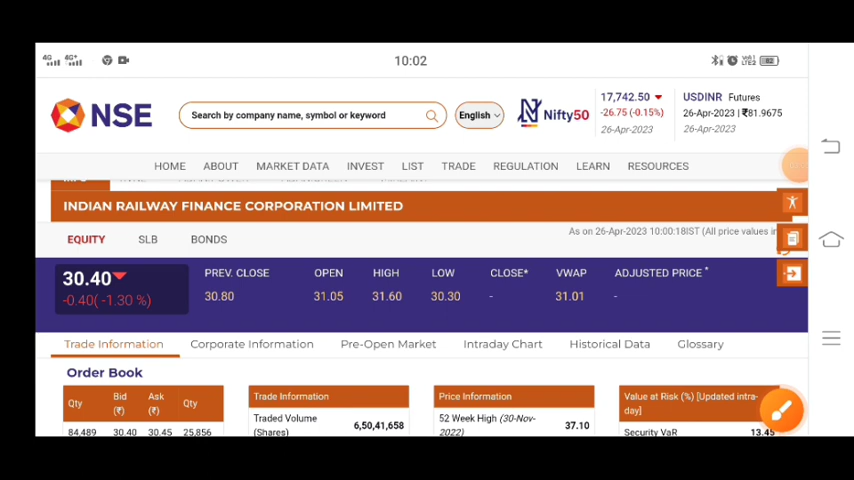 4G 4G+ 10:02 LTE2 82
NSE
Search by company name, symbol or keyword
English
Nifty50
17,742.50
-26.75 (-0.15%)
26-Apr-2023
USDINR Futures
26-Apr-2023 | ₹81.9675
26-Apr-2023
HOME ABOUT MARKET DATA INVEST LIST TRADE REGULATION LEARN RESOURCES
INDIAN RAILWAY FINANCE CORPORATION LIMITED
EQUITY SLB BONDS
As on 26-Apr-2023 10:00:18IST (All price values in
30.40
-0.40( -1.30 %)
PREV. CLOSE OPEN HIGH LOW CLOSE* VWAP ADJUSTED PRICE *
30.80 31.05 31.60 30.30 - 31.01 -
Trade Information Corporate Information Pre-Open Market Intraday Chart Historical Data Glossary
Order Book
Qty Bid (₹) Ask (₹) Qty
84,489 30.40 30.45 25,856
Trade Information
Traded Volume (Shares) 6,50,41,658
Price Information
52 Week High (30-Nov-2022) 37.10
Value at Risk (%) [Updated intra-day]
Security VaR 13.45